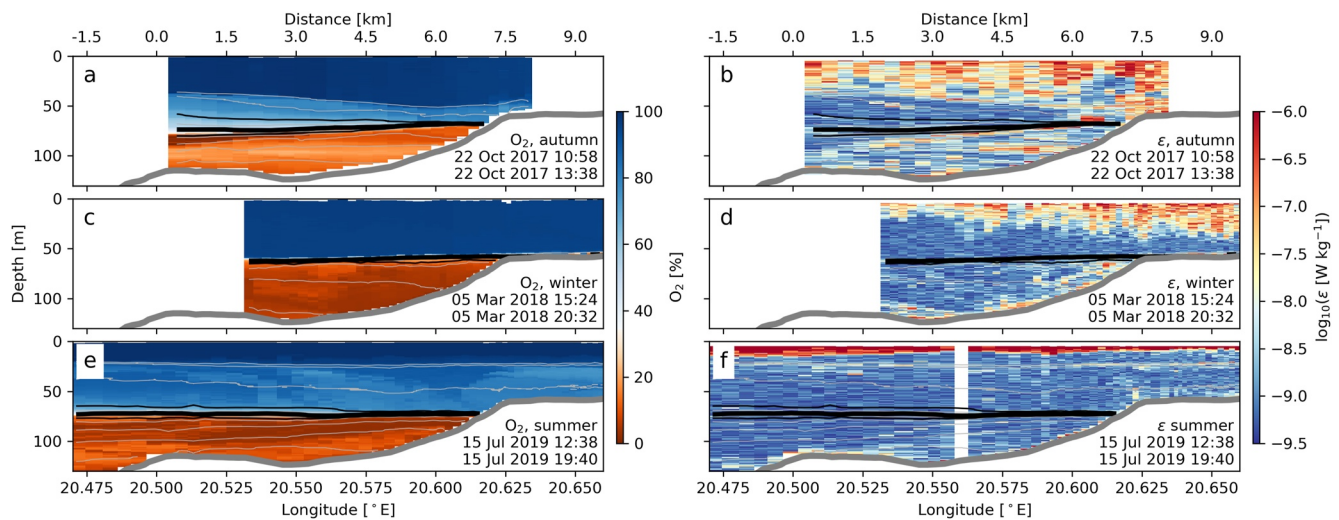 Distance [km]
-1.5 0.0 1.5 3.0 4.5 6.0 7.5 9.0
Distance [km]
-1.5 0.0 1.5 3.0 4.5 6.0 7.5 9.0
0
50
100
a
O₂, autumn
22 Oct 2017 10:58
22 Oct 2017 13:38
b
ε, autumn
22 Oct 2017 10:58
22 Oct 2017 13:38
Depth [m]
0
50
100
c
O₂, winter
05 Mar 2018 15:24
05 Mar 2018 20:32
d
ε, winter
05 Mar 2018 15:24
05 Mar 2018 20:32
0
50
100
e
O₂, summer
15 Jul 2019 12:38
15 Jul 2019 19:40
f
ε summer
15 Jul 2019 12:38
15 Jul 2019 19:40
100
80
60
40
20
0
O₂ [%]
−6.0
−6.5
−7.0
−7.5
−8.0
−8.5
−9.0
−9.5
log₁₀(ε [W kg⁻¹])
20.475 20.500 20.525 20.550 20.575 20.600 20.625 20.650
Longitude [°E]
20.475 20.500 20.525 20.550 20.575 20.600 20.625 20.650
Longitude [°E]